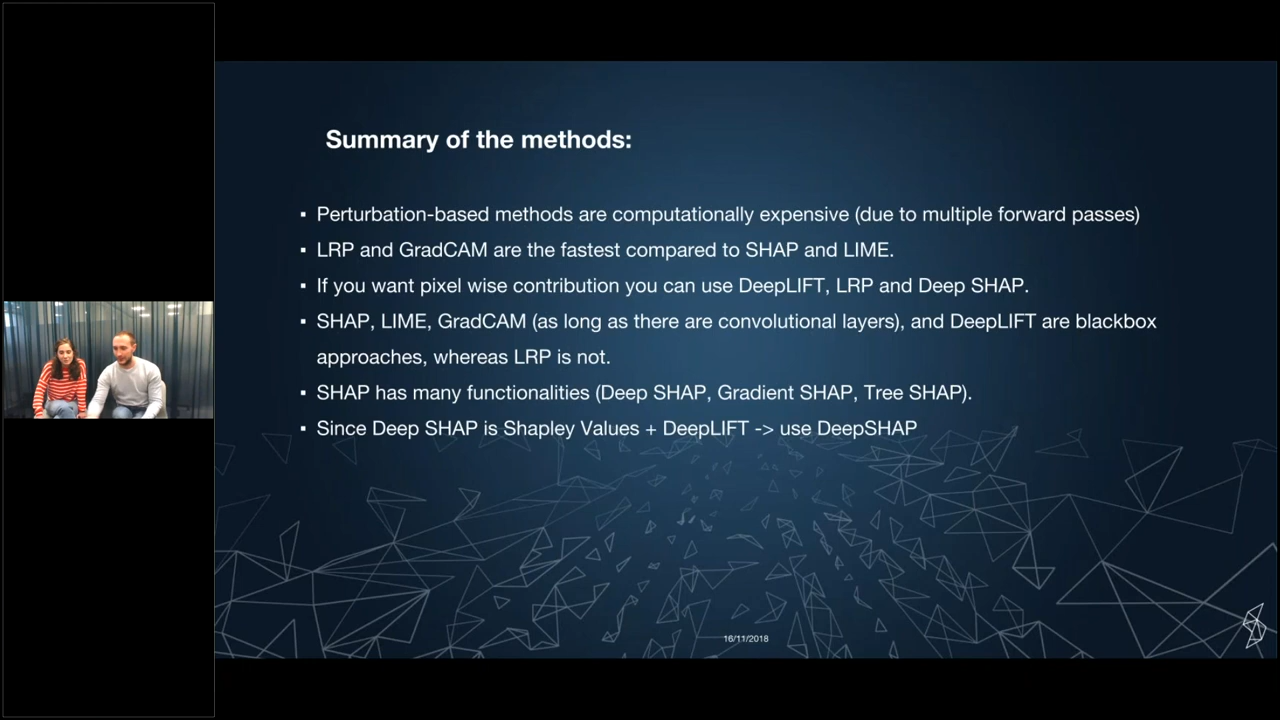 Summary of the methods:
▪ Perturbation-based methods are computationally expensive (due to multiple forward passes)
▪ LRP and GradCAM are the fastest compared to SHAP and LIME.
▪ If you want pixel wise contribution you can use DeepLIFT, LRP and Deep SHAP.
▪ SHAP, LIME, GradCAM (as long as there are convolutional layers), and DeepLIFT are blackbox
approaches, whereas LRP is not.
▪ SHAP has many functionalities (Deep SHAP, Gradient SHAP, Tree SHAP).
▪ Since Deep SHAP is Shapley Values + DeepLIFT -> use DeepSHAP
16/11/2018